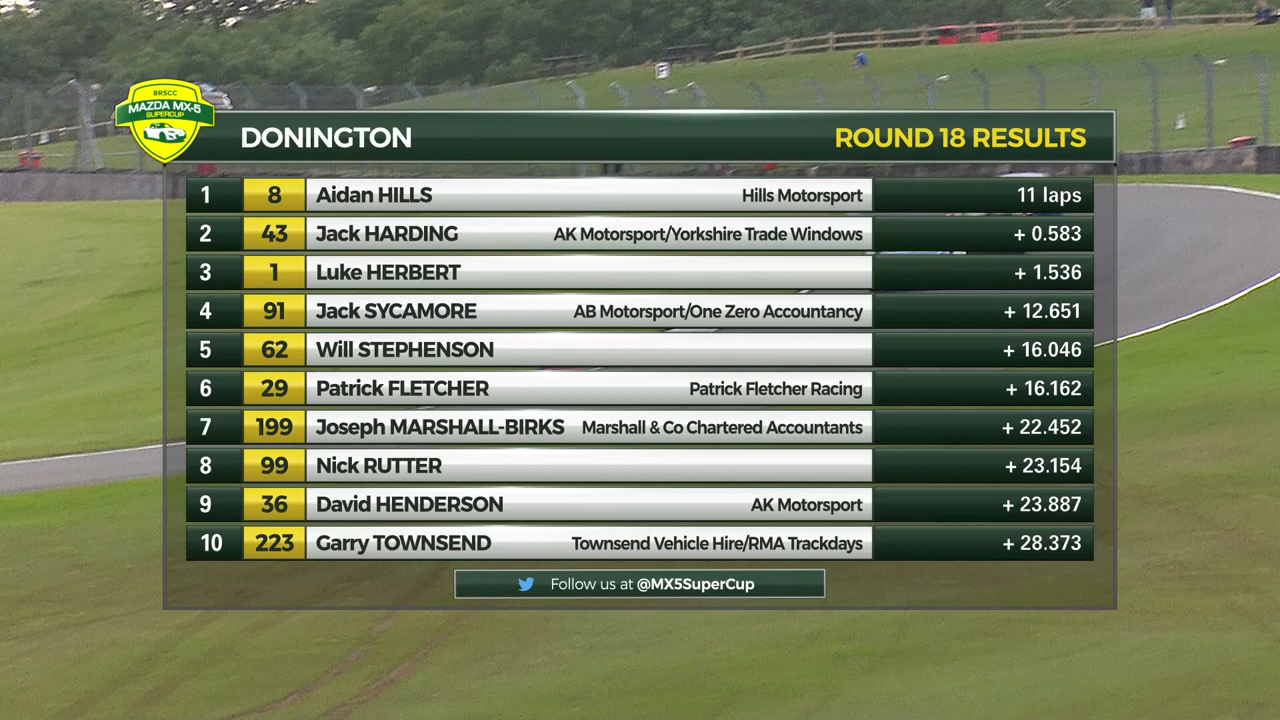 BRSCC
MAZDA MX-5
SUPERCUP
DONINGTON ROUND 18 RESULTS
1 8 Aidan HILLS Hills Motorsport 11 laps
2 43 Jack HARDING AK Motorsport/Yorkshire Trade Windows + 0.583
3 1 Luke HERBERT + 1.536
4 91 Jack SYCAMORE AB Motorsport/One Zero Accountancy + 12.651
5 62 Will STEPHENSON + 16.046
6 29 Patrick FLETCHER Patrick Fletcher Racing + 16.162
7 199 Joseph MARSHALL-BIRKS Marshall & Co Chartered Accountants + 22.452
8 99 Nick RUTTER + 23.154
9 36 David HENDERSON AK Motorsport + 23.887
10 223 Garry TOWNSEND Townsend Vehicle Hire/RMA Trackdays + 28.373
Follow us at @MX5SuperCup